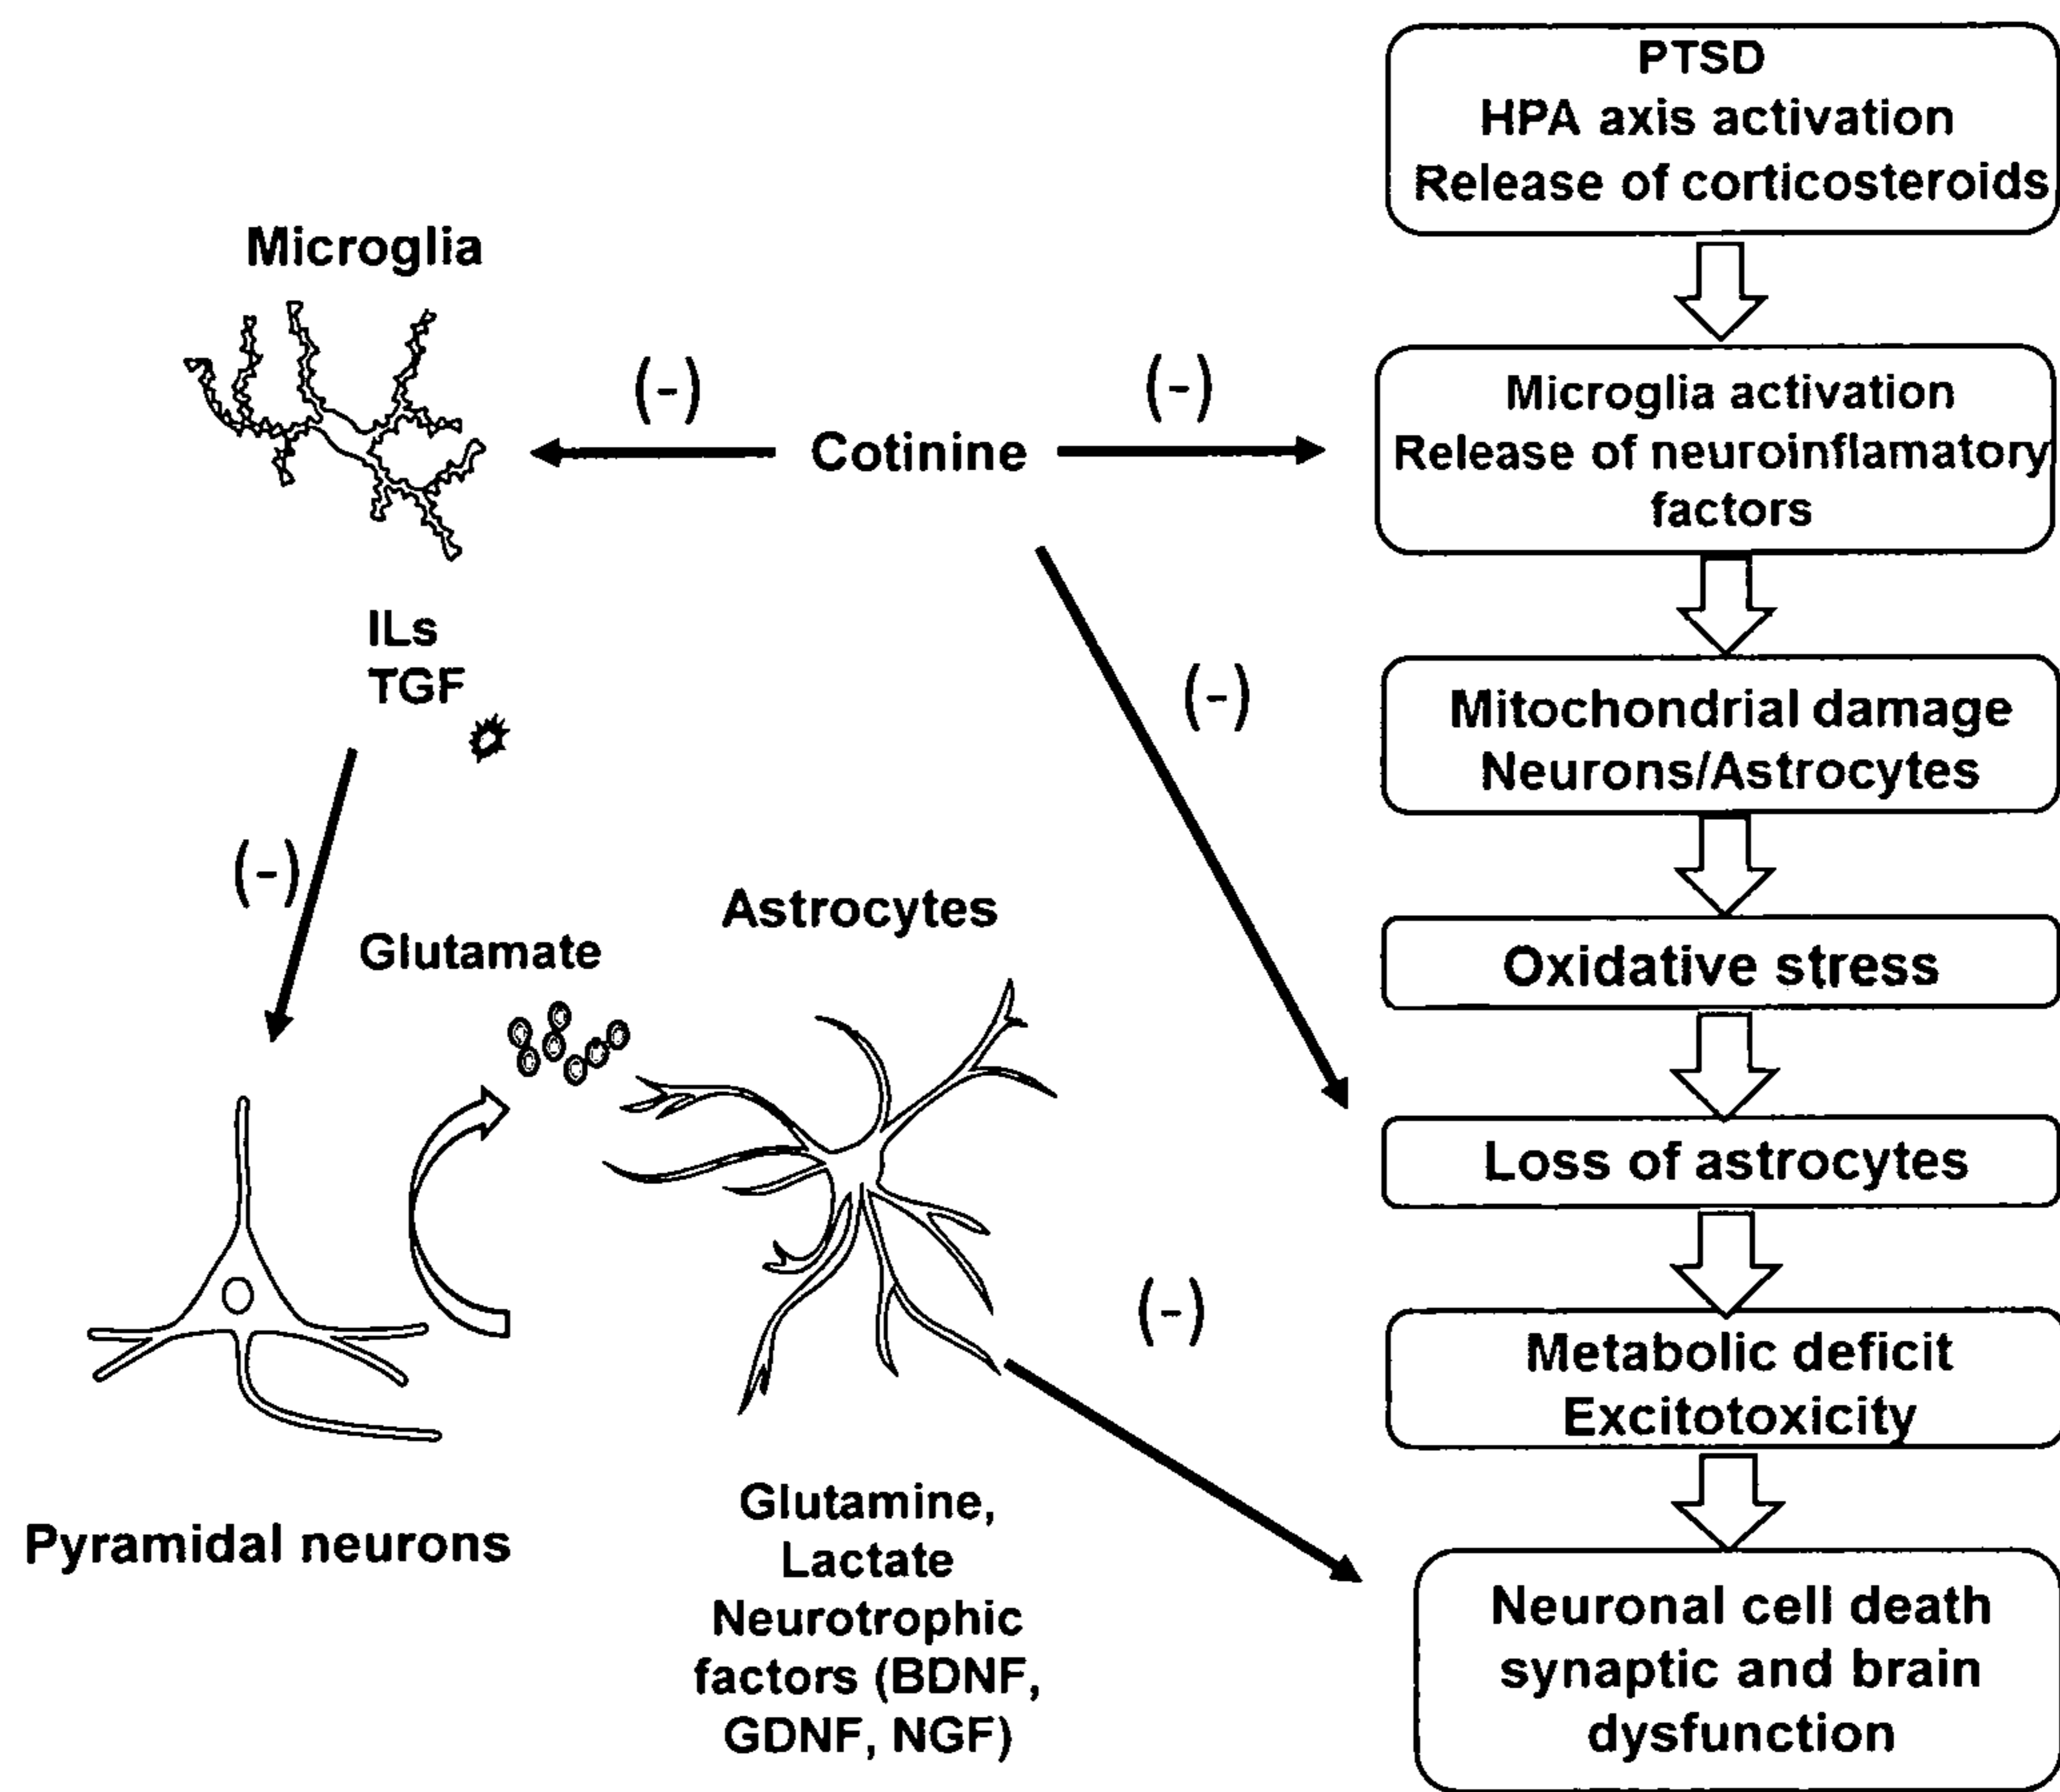 PTSD
HPA axis activation
Release of corticosteroids
Microglia
(-)
Cotinine
(-)
Microglia activation
Release of neuroinflamatory
factors
ILs
TGF
(-)
Mitochondrial damage
Neurons/Astrocytes
(-)
Glutamate
Astrocytes
Oxidative stress
Loss of astrocytes
(-)
Metabolic deficit
Excitotoxicity
Pyramidal neurons
Glutamine,
Lactate
Neurotrophic
factors (BDNF,
GDNF, NGF)
Neuronal cell death
synaptic and brain
dysfunction